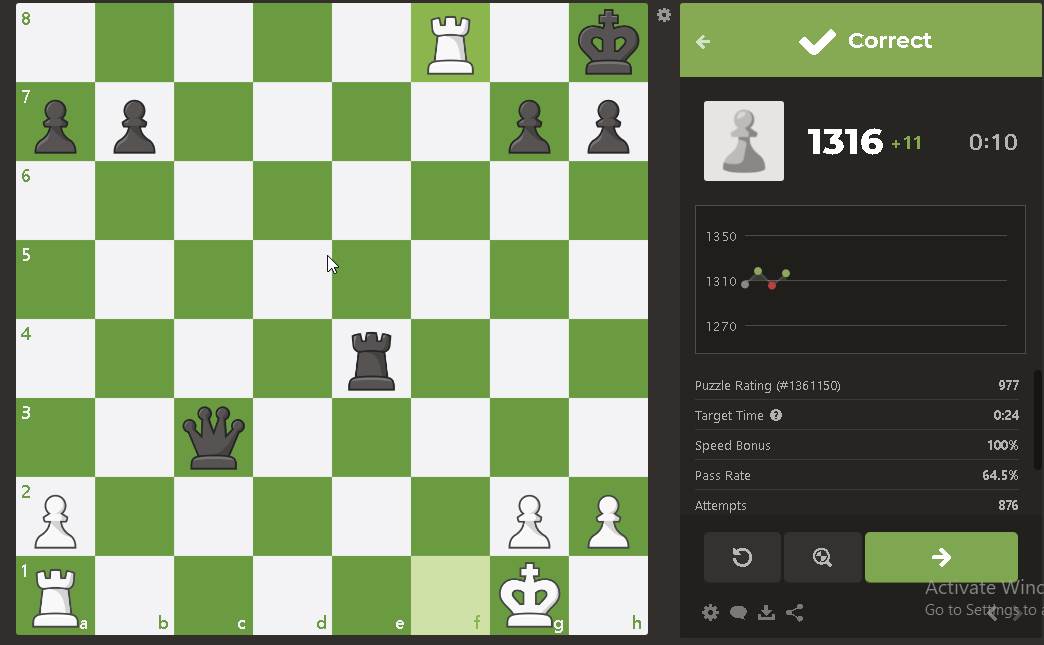 8
7
6
5
4
3
2
1
a b c d e f g h
Correct
1316 +11 0:10
1350
1310
1270
Puzzle Rating (#1361150) 977
Target Time 0:24
Speed Bonus 100%
Pass Rate 64.5%
Attempts 876
Activate Wind
Go to Settings to a